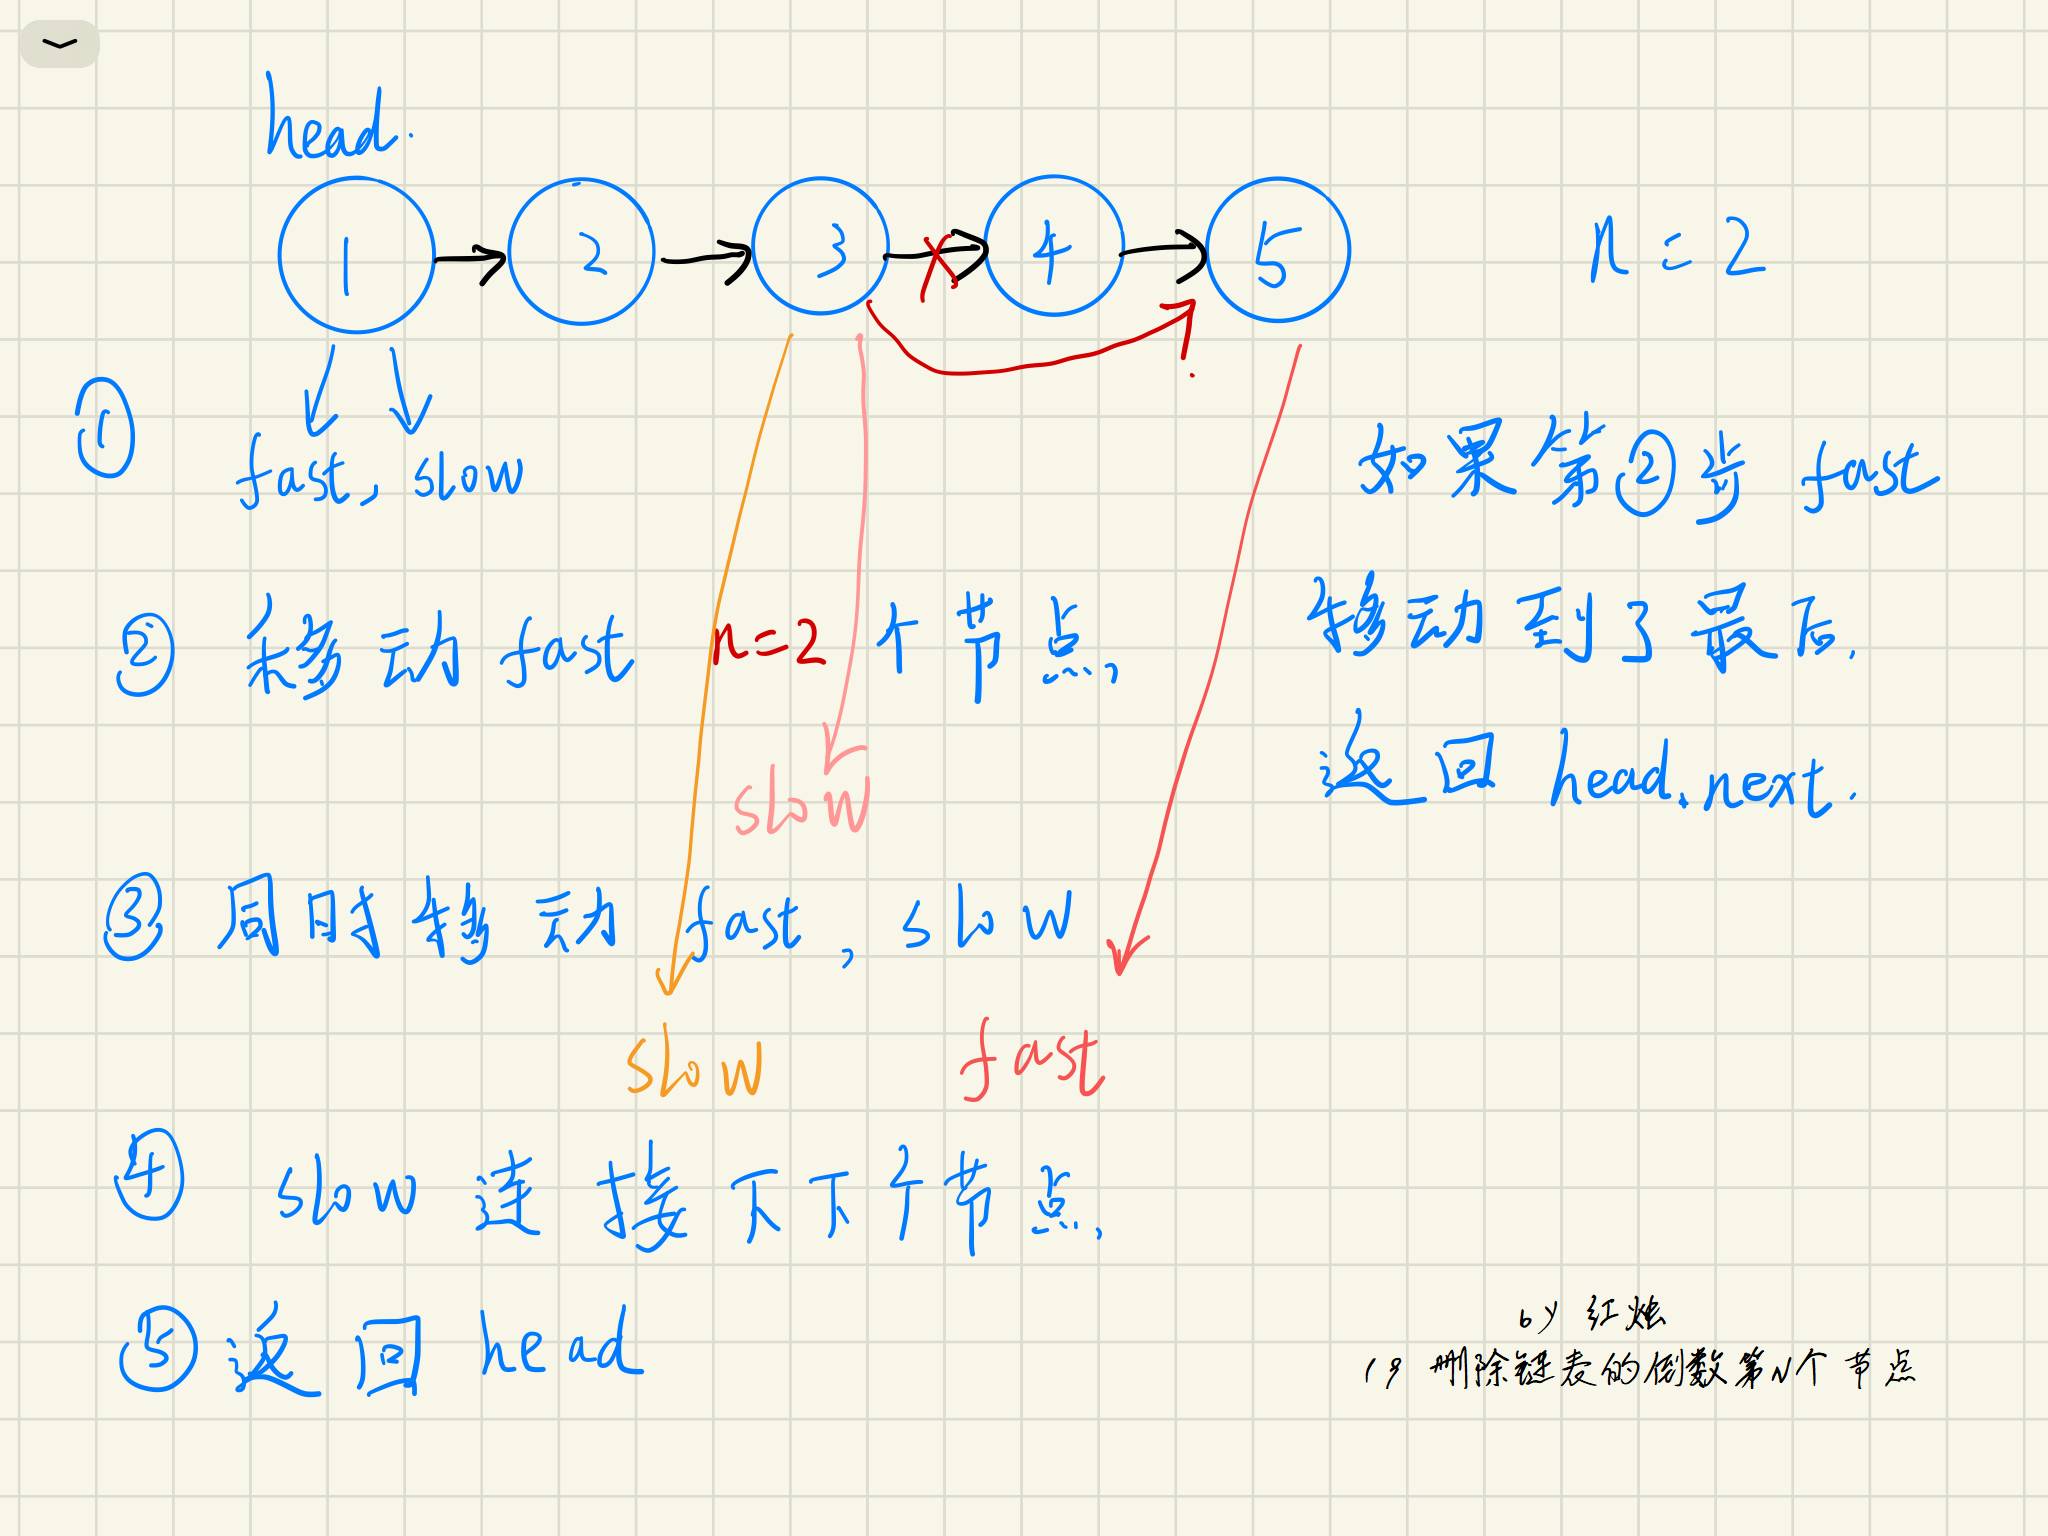 head.
1 2 3 4 5 n=2
①
fast, slow
② 移动 fast n=2 个节点,
slow
③ 同时移动 fast, slow
slow fast
④ slow 连接下下个节点,
⑤ 返回 head
如果第②步 fast
移动到了最后.
返回 head.next.
by 红烛
19 删除链表的倒数第N个节点